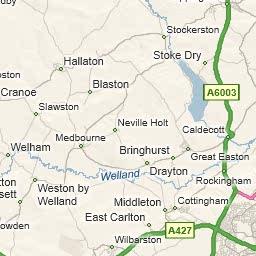 Stockerston
Stoke Dry
Hallaton
Blaston
A6003
Cranoe
Slawston
Neville Holt
Caldecott
Medbourne
Welham
Bringhurst
Great Easton
Welland
Drayton
Rockingham
Weston by
Welland
Middleton
Cottingham
East Carlton
A427
Wilbarston